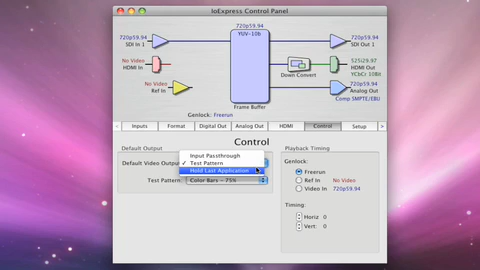 IoExpress Control Panel
720p59.94
720p59.94
SDI In 1
YUV-10b
720p59.94
SDI Out 1
No Video
HDMI In
Down Convert
525i29.97
HDMI Out
YCbCr 10Bit
No Video
Ref In
720p59.94
Analog Out
Comp SMPTE/EBU
Frame Buffer
Genlock: Freerun
< Inputs Format Digital Out Analog Out HDMI Control Setup >
Control
Default Output
Playback Timing
Input Passthrough
Genlock:
Default Video Output
✓ Test Pattern
Hold Last Application
Freerun
Test Pattern: Color Bars - 75%
Ref In No Video
Video In 720p59.94
Timing:
Horiz 0
Vert: 0